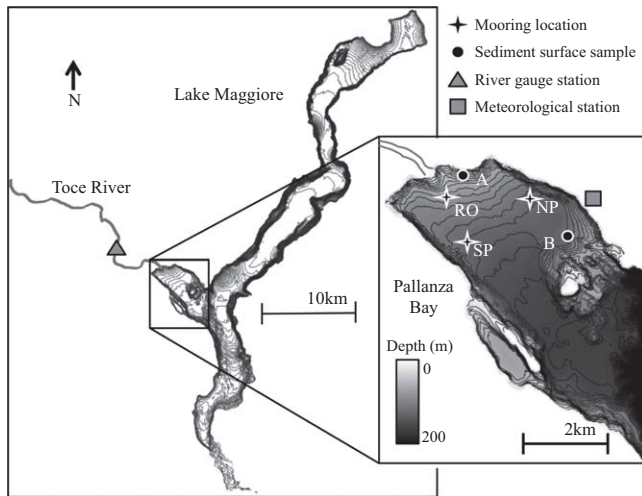 Mooring location
Sediment surface sample
River gauge station
Meteorological station
N
Lake Maggiore
Toce River
10km
A
RO
NP
SP
B
Pallanza
Bay
Depth (m)
0
200
2km